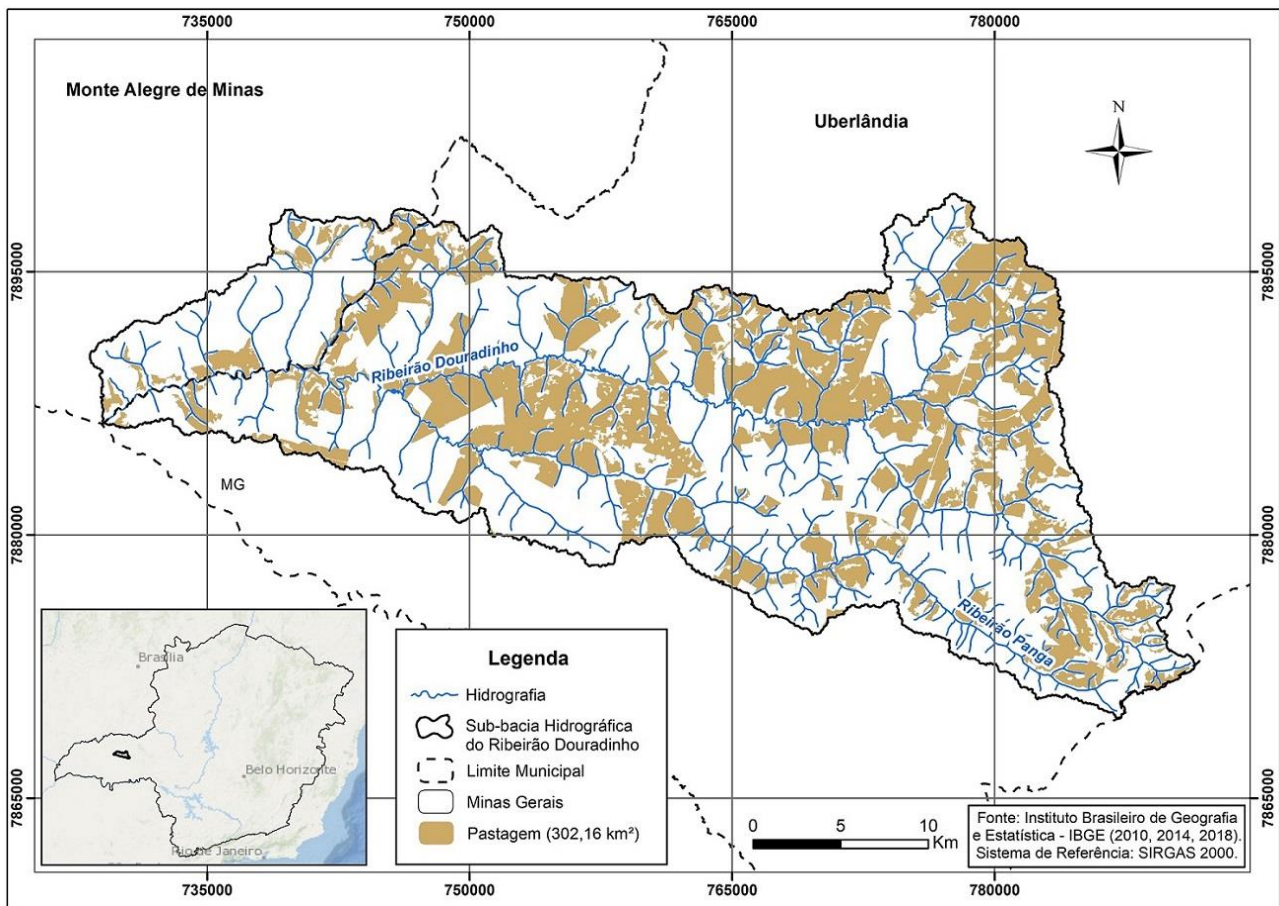 735000
750000
765000
780000
Monte Alegre de Minas
Uberlândia
N
7895000
7895000
Ribeirão Douradinho
MG
7880000
7880000
Ribeirão Panga
Brasília
Belo Horizonte
Rio de Janeiro
Legenda
Hidrografia
Sub-bacia Hidrográfica
do Ribeirão Douradinho
Limite Municipal
Minas Gerais
Pastagem (302,16 km²)
7865000
7865000
0 5 10
Km
Fonte: Instituto Brasileiro de Geografia
e Estatística - IBGE (2010, 2014, 2018).
Sistema de Referência: SIRGAS 2000.
735000
750000
765000
780000